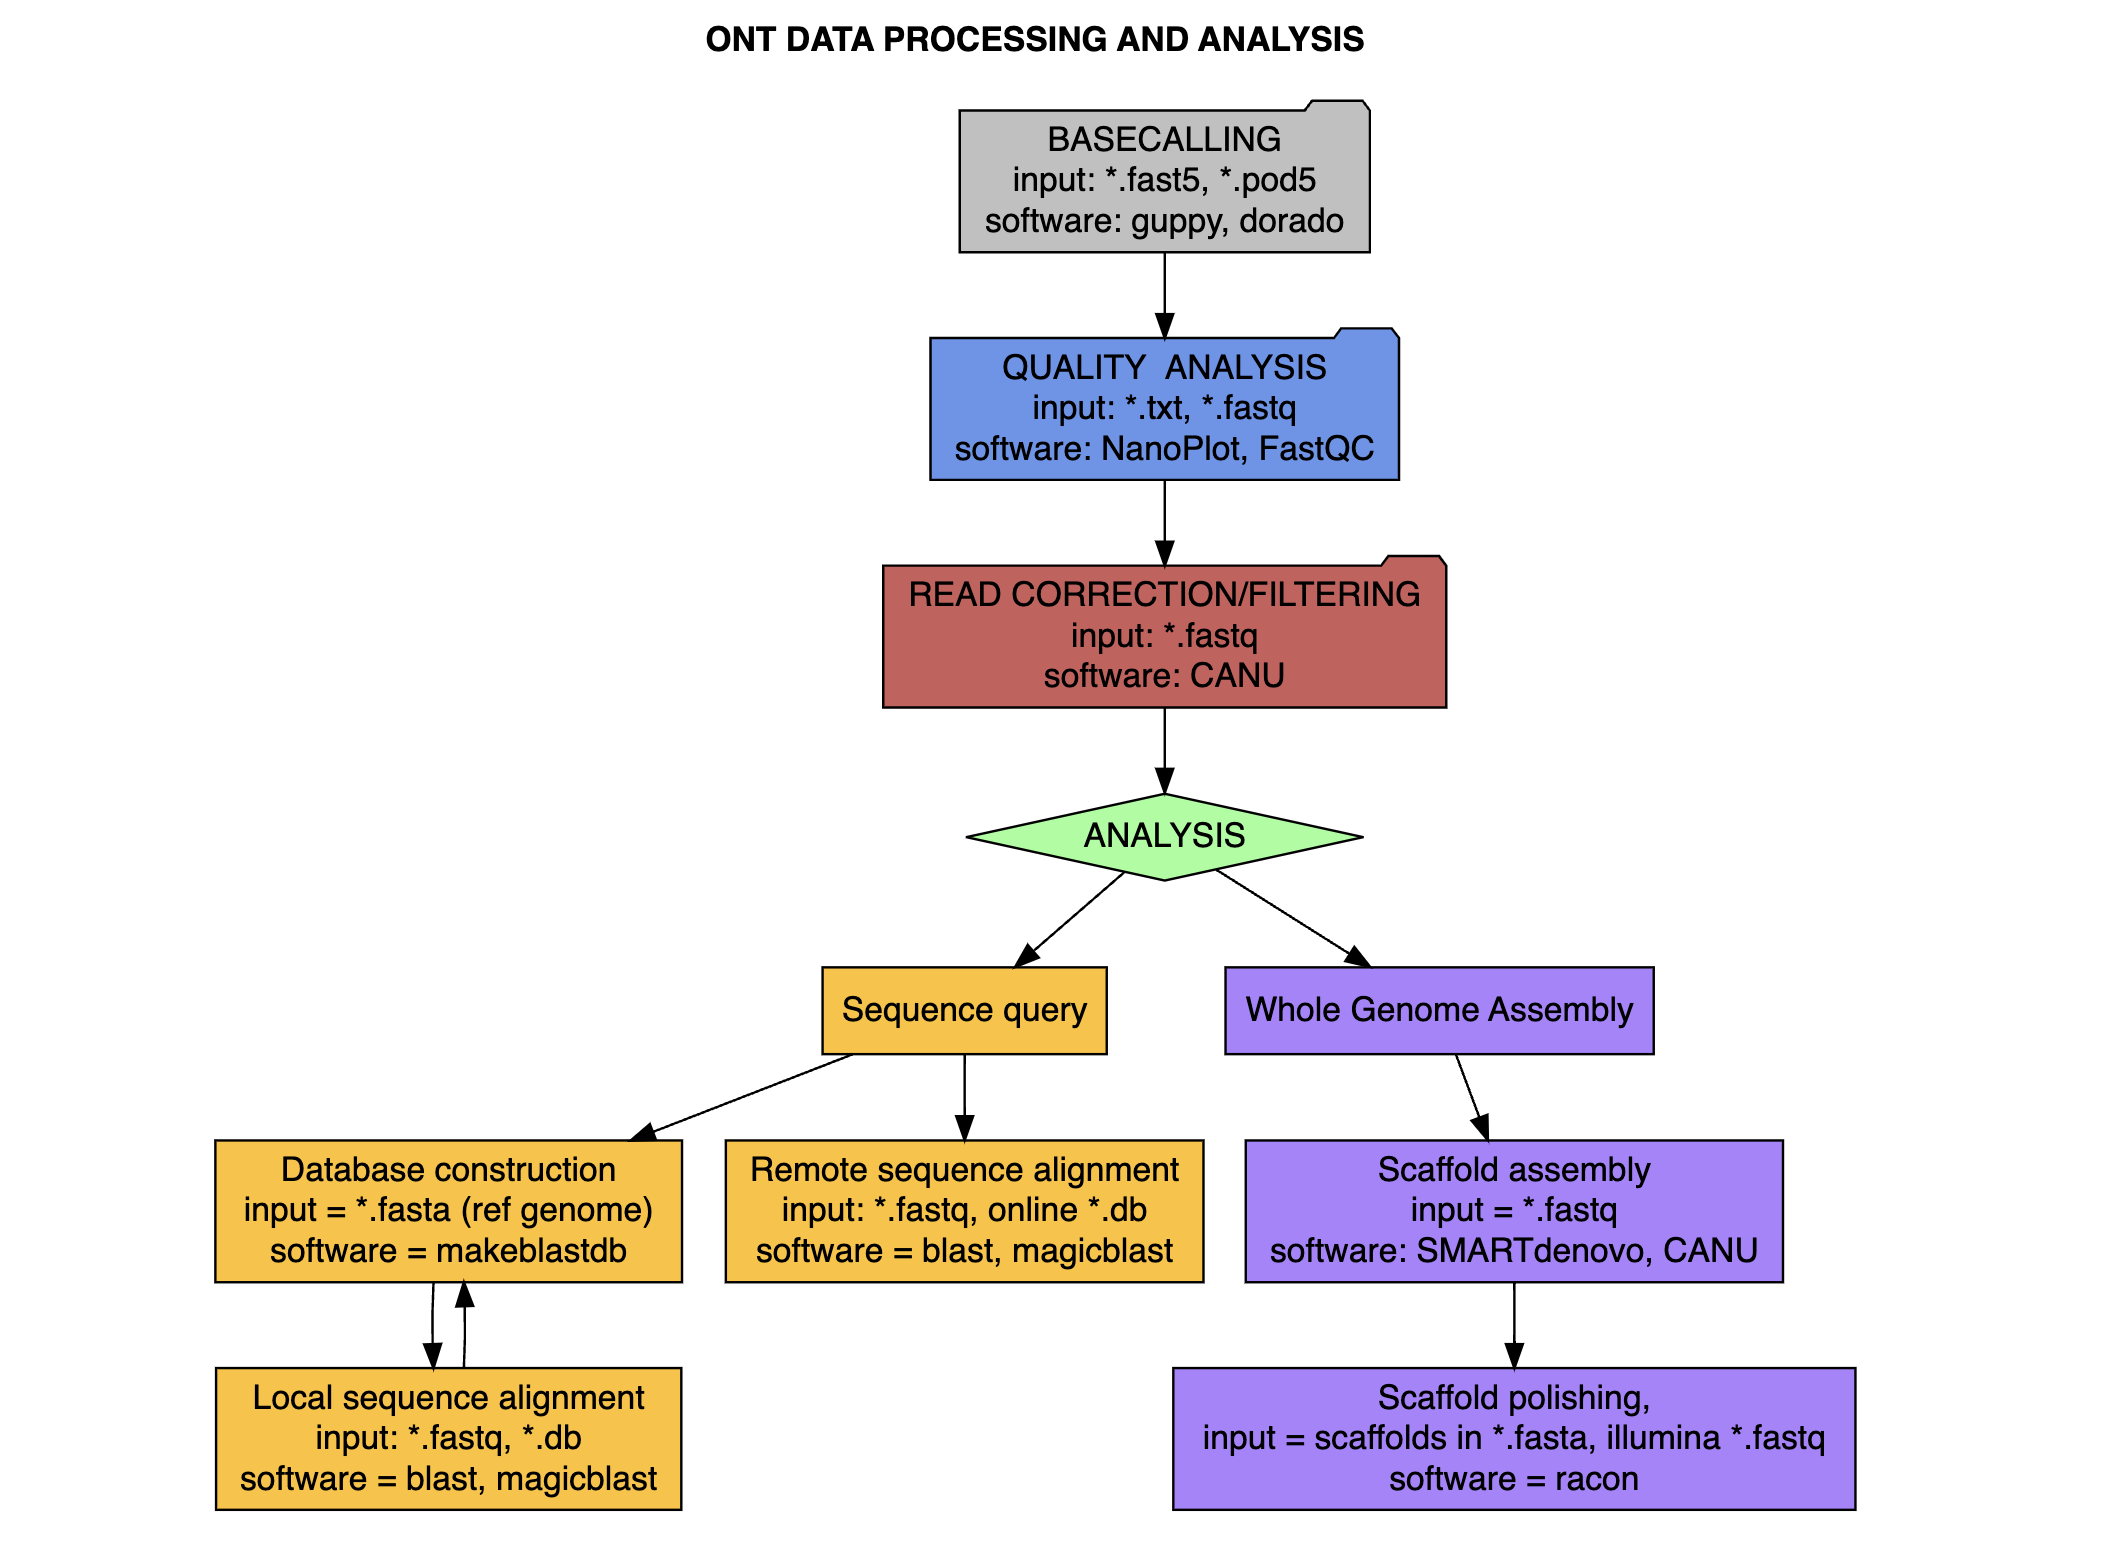 ONT DATA PROCESSING AND ANALYSIS
BASECALLING
input: *.fast5, *.pod5
software: guppy, dorado
QUALITY  ANALYSIS
input: *.txt, *.fastq
software: NanoPlot, FastQC
READ CORRECTION/FILTERING
input: *.fastq
software: CANU
ANALYSIS
Sequence query
Whole Genome Assembly
Database construction
input = *.fasta (ref genome)
software = makeblastdb
Remote sequence alignment
input: *.fastq, online *.db
software = blast, magicblast
Scaffold assembly
input = *.fastq
software: SMARTdenovo, CANU
Local sequence alignment
input: *.fastq, *.db
software = blast, magicblast
Scaffold polishing,
input = scaffolds in *.fasta, illumina *.fastq
software = racon